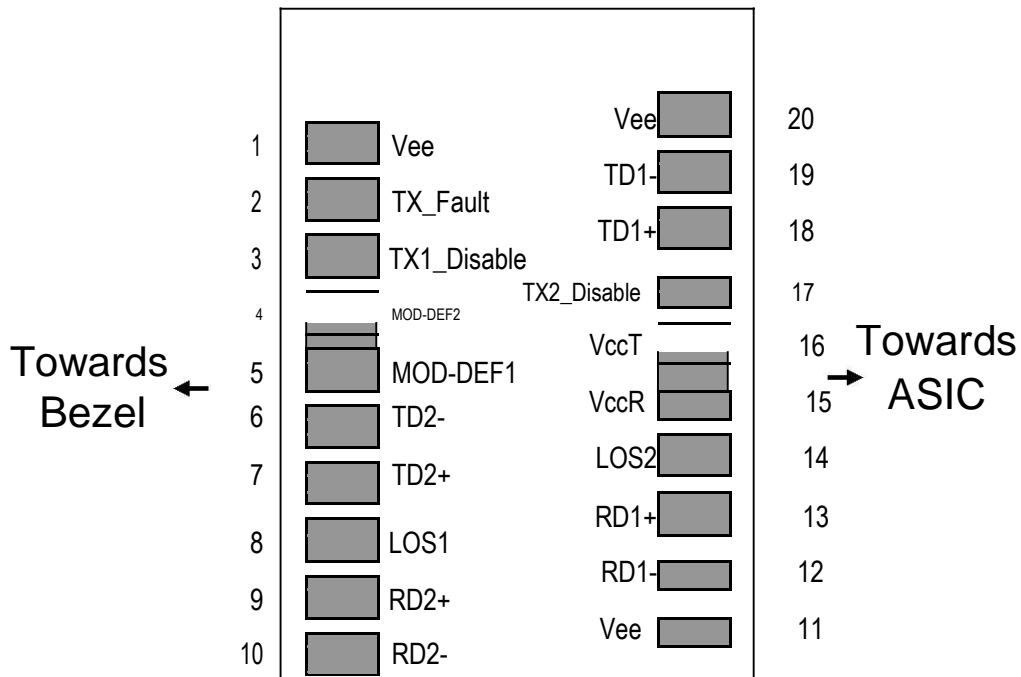 Vee 20
1 Vee
TD1- 19
2 TX_Fault
TD1+ 18
3 TX1_Disable
TX2_Disable 17
4 MOD-DEF2
VccT 16
Towards
Bezel
Towards
ASIC
5 MOD-DEF1
VccR 15
6 TD2-
LOS2 14
7 TD2+
RD1+ 13
8 LOS1
RD1- 12
9 RD2+
Vee 11
10 RD2-